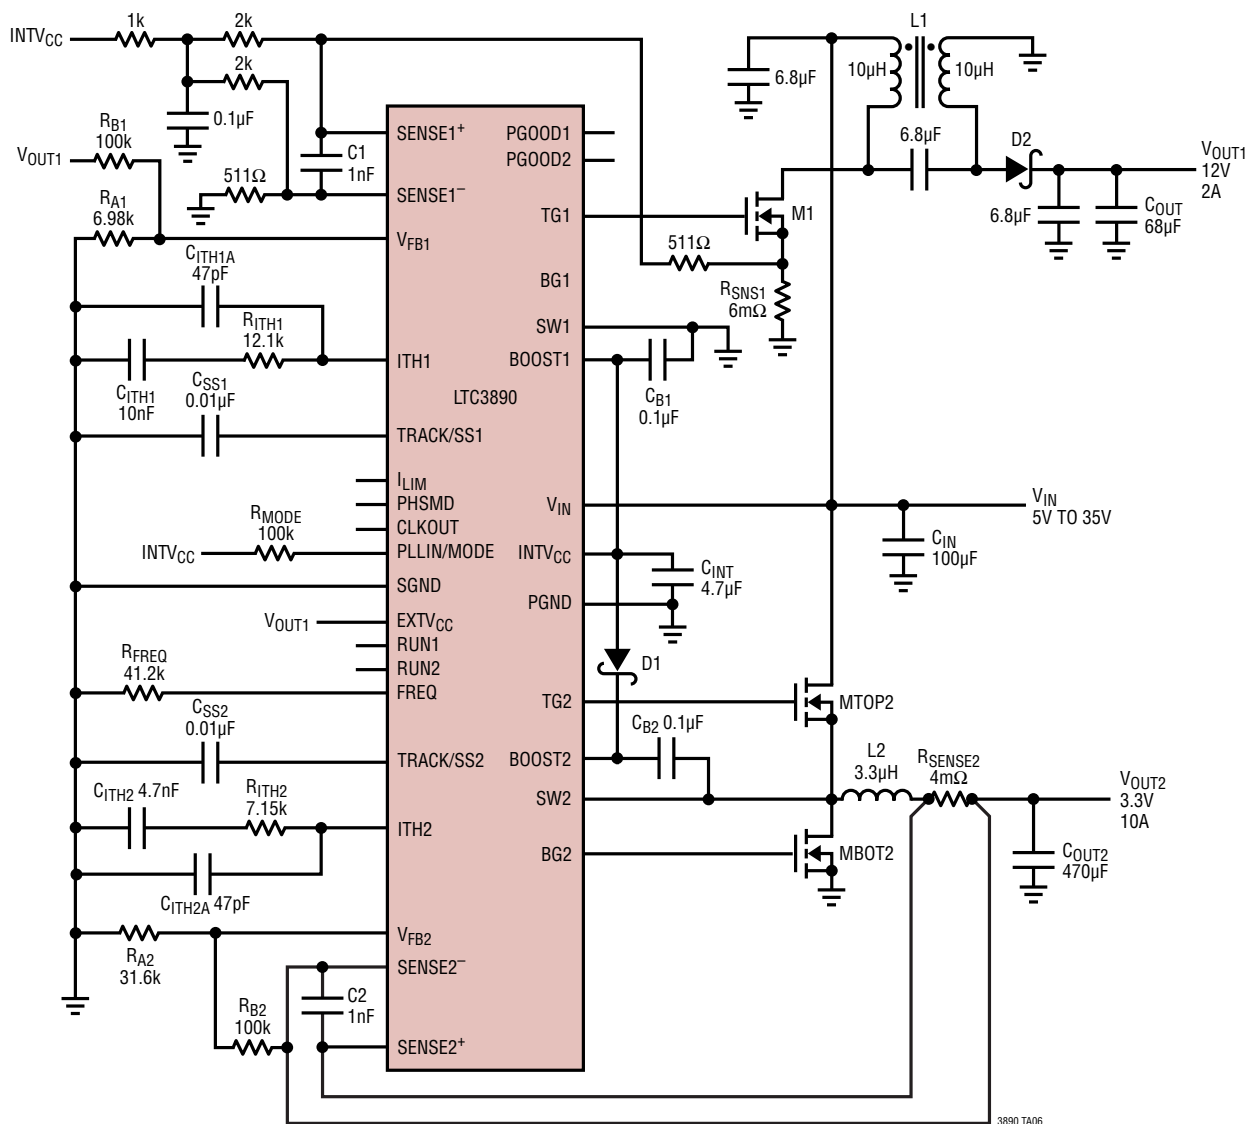 INTVCC
1k
2k
2k
0.1µF
RB1
100k
VOUT1
RA1
6.98k
511Ω
C1
1nF
CITH1A
47pF
RITH1
12.1k
CITH1
10nF
CSS1
0.01µF
RMODE
100k
INTVCC
VOUT1
RFREQ
41.2k
CSS2
0.01µF
CITH2 4.7nF
RITH2
7.15k
CITH2A 47pF
RA2
31.6k
RB2
100k
C2
1nF
SENSE1+
SENSE1–
VFB1
ITH1
LTC3890
TRACK/SS1
ILIM
PHSMD
CLKOUT
PLLIN/MODE
SGND
EXTVCC
RUN1
RUN2
FREQ
TRACK/SS2
ITH2
VFB2
SENSE2–
SENSE2+
PGOOD1
PGOOD2
TG1
BG1
SW1
BOOST1
VIN
INTVCC
PGND
TG2
BOOST2
SW2
BG2
6.8µF
10µH
L1
10µH
6.8µF
D2
VOUT1
12V
2A
6.8µF
COUT
68µF
M1
511Ω
RSNS1
6mΩ
CB1
0.1µF
VIN
5V TO 35V
CIN
100µF
CINT
4.7µF
D1
MTOP2
CB2 0.1µF
L2
3.3µH
RSENSE2
4mΩ
VOUT2
3.3V
10A
MBOT2
COUT2
470µF
3890 TA06